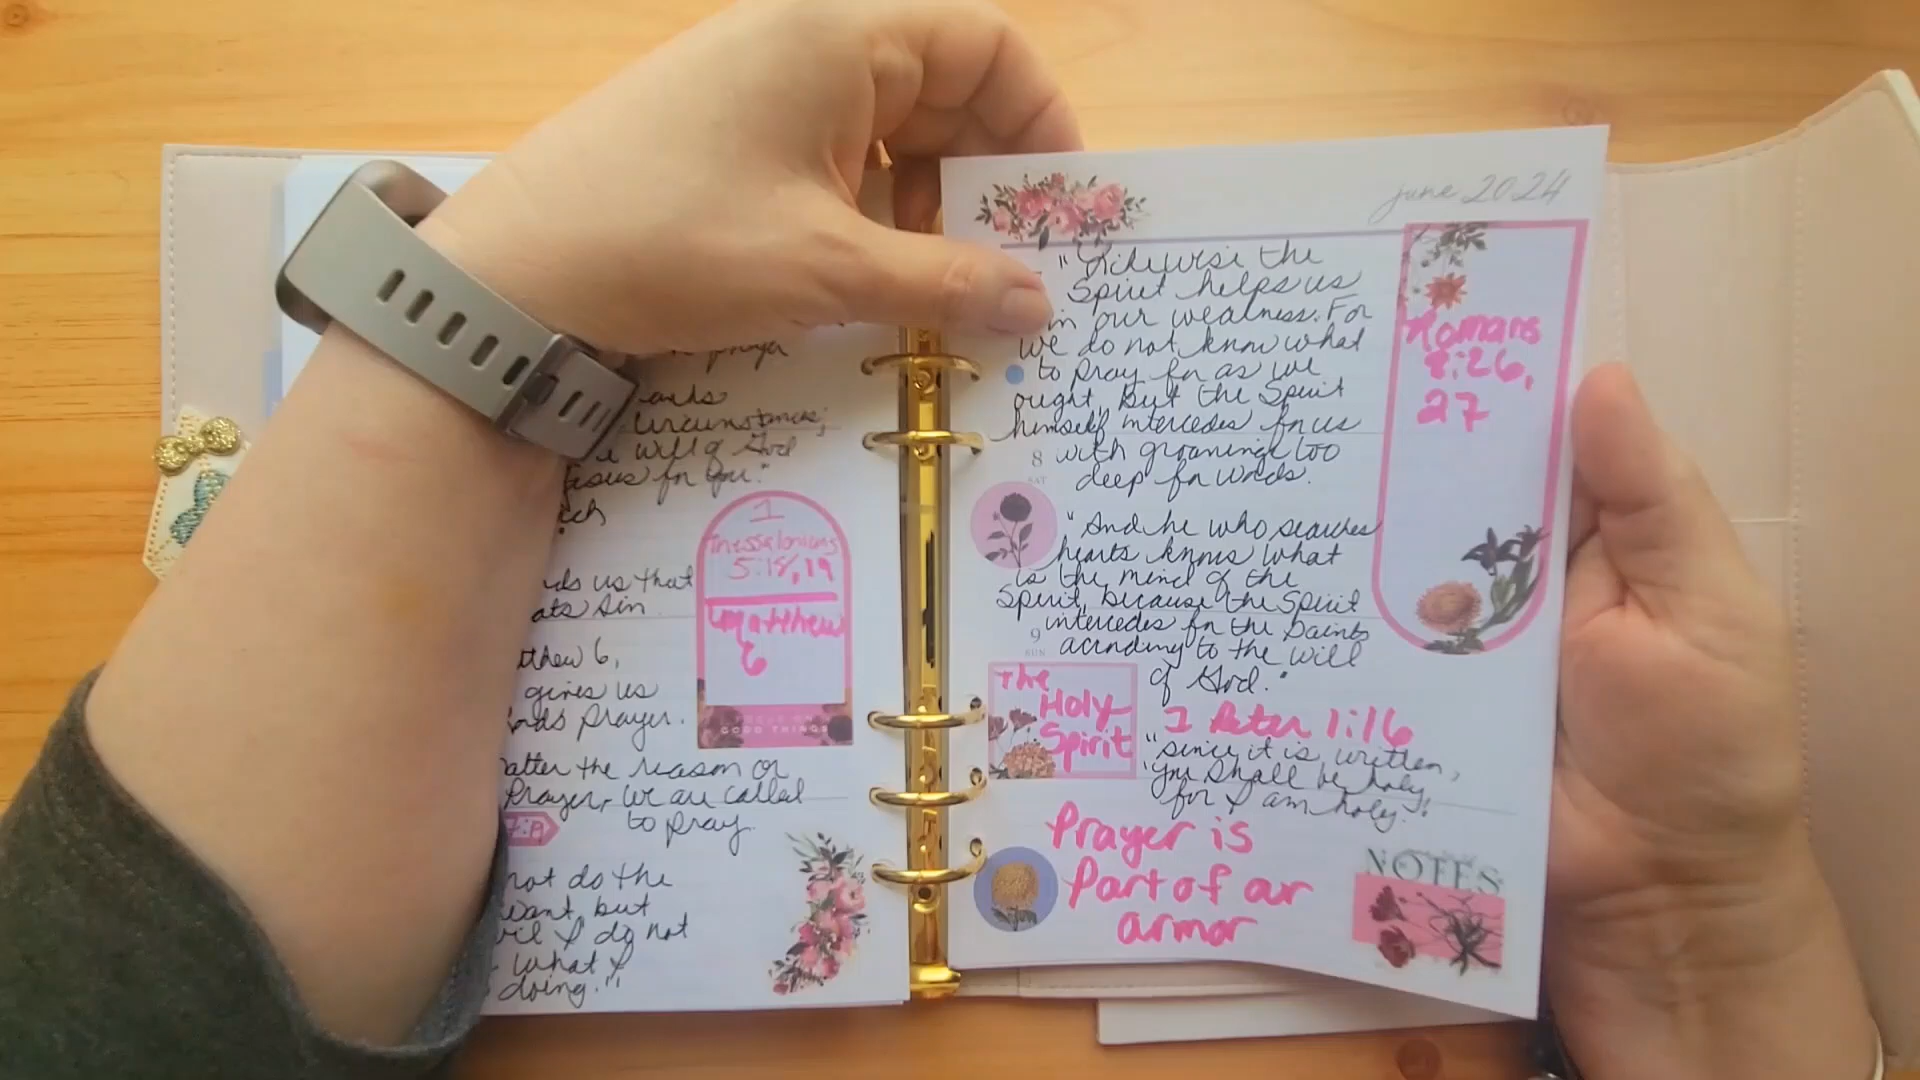 prayer
circumstances;
will of God
Jesus for you."
us that
sin.
1
Thessalonians
5:18,19
Matthew
6
Matthew 6,
gives us
Prayer.
GOOD THINGS
matter the reason or
Prayer, we are called
to pray.
not do the
want, but
I do not
what I
doing."
june 2024
"Likewise the
Spirit helps us
in our weakness. For
we do not know what
to pray for as we
ought, but the Spirit
himself intercedes for us
8 with groanings too
SAT deep for words.
"And he who searches
hearts knows what
is the mind of the
Spirit, because the Spirit
intercedes for the saints
9 according to the will
SUN of God."
Romans
8:26,
27
The
Holy
Spirit
1 Peter 1:16
"since it is written,
'you shall be holy,
for I am holy.'"
Prayer is
Part of our
armor
NOTES